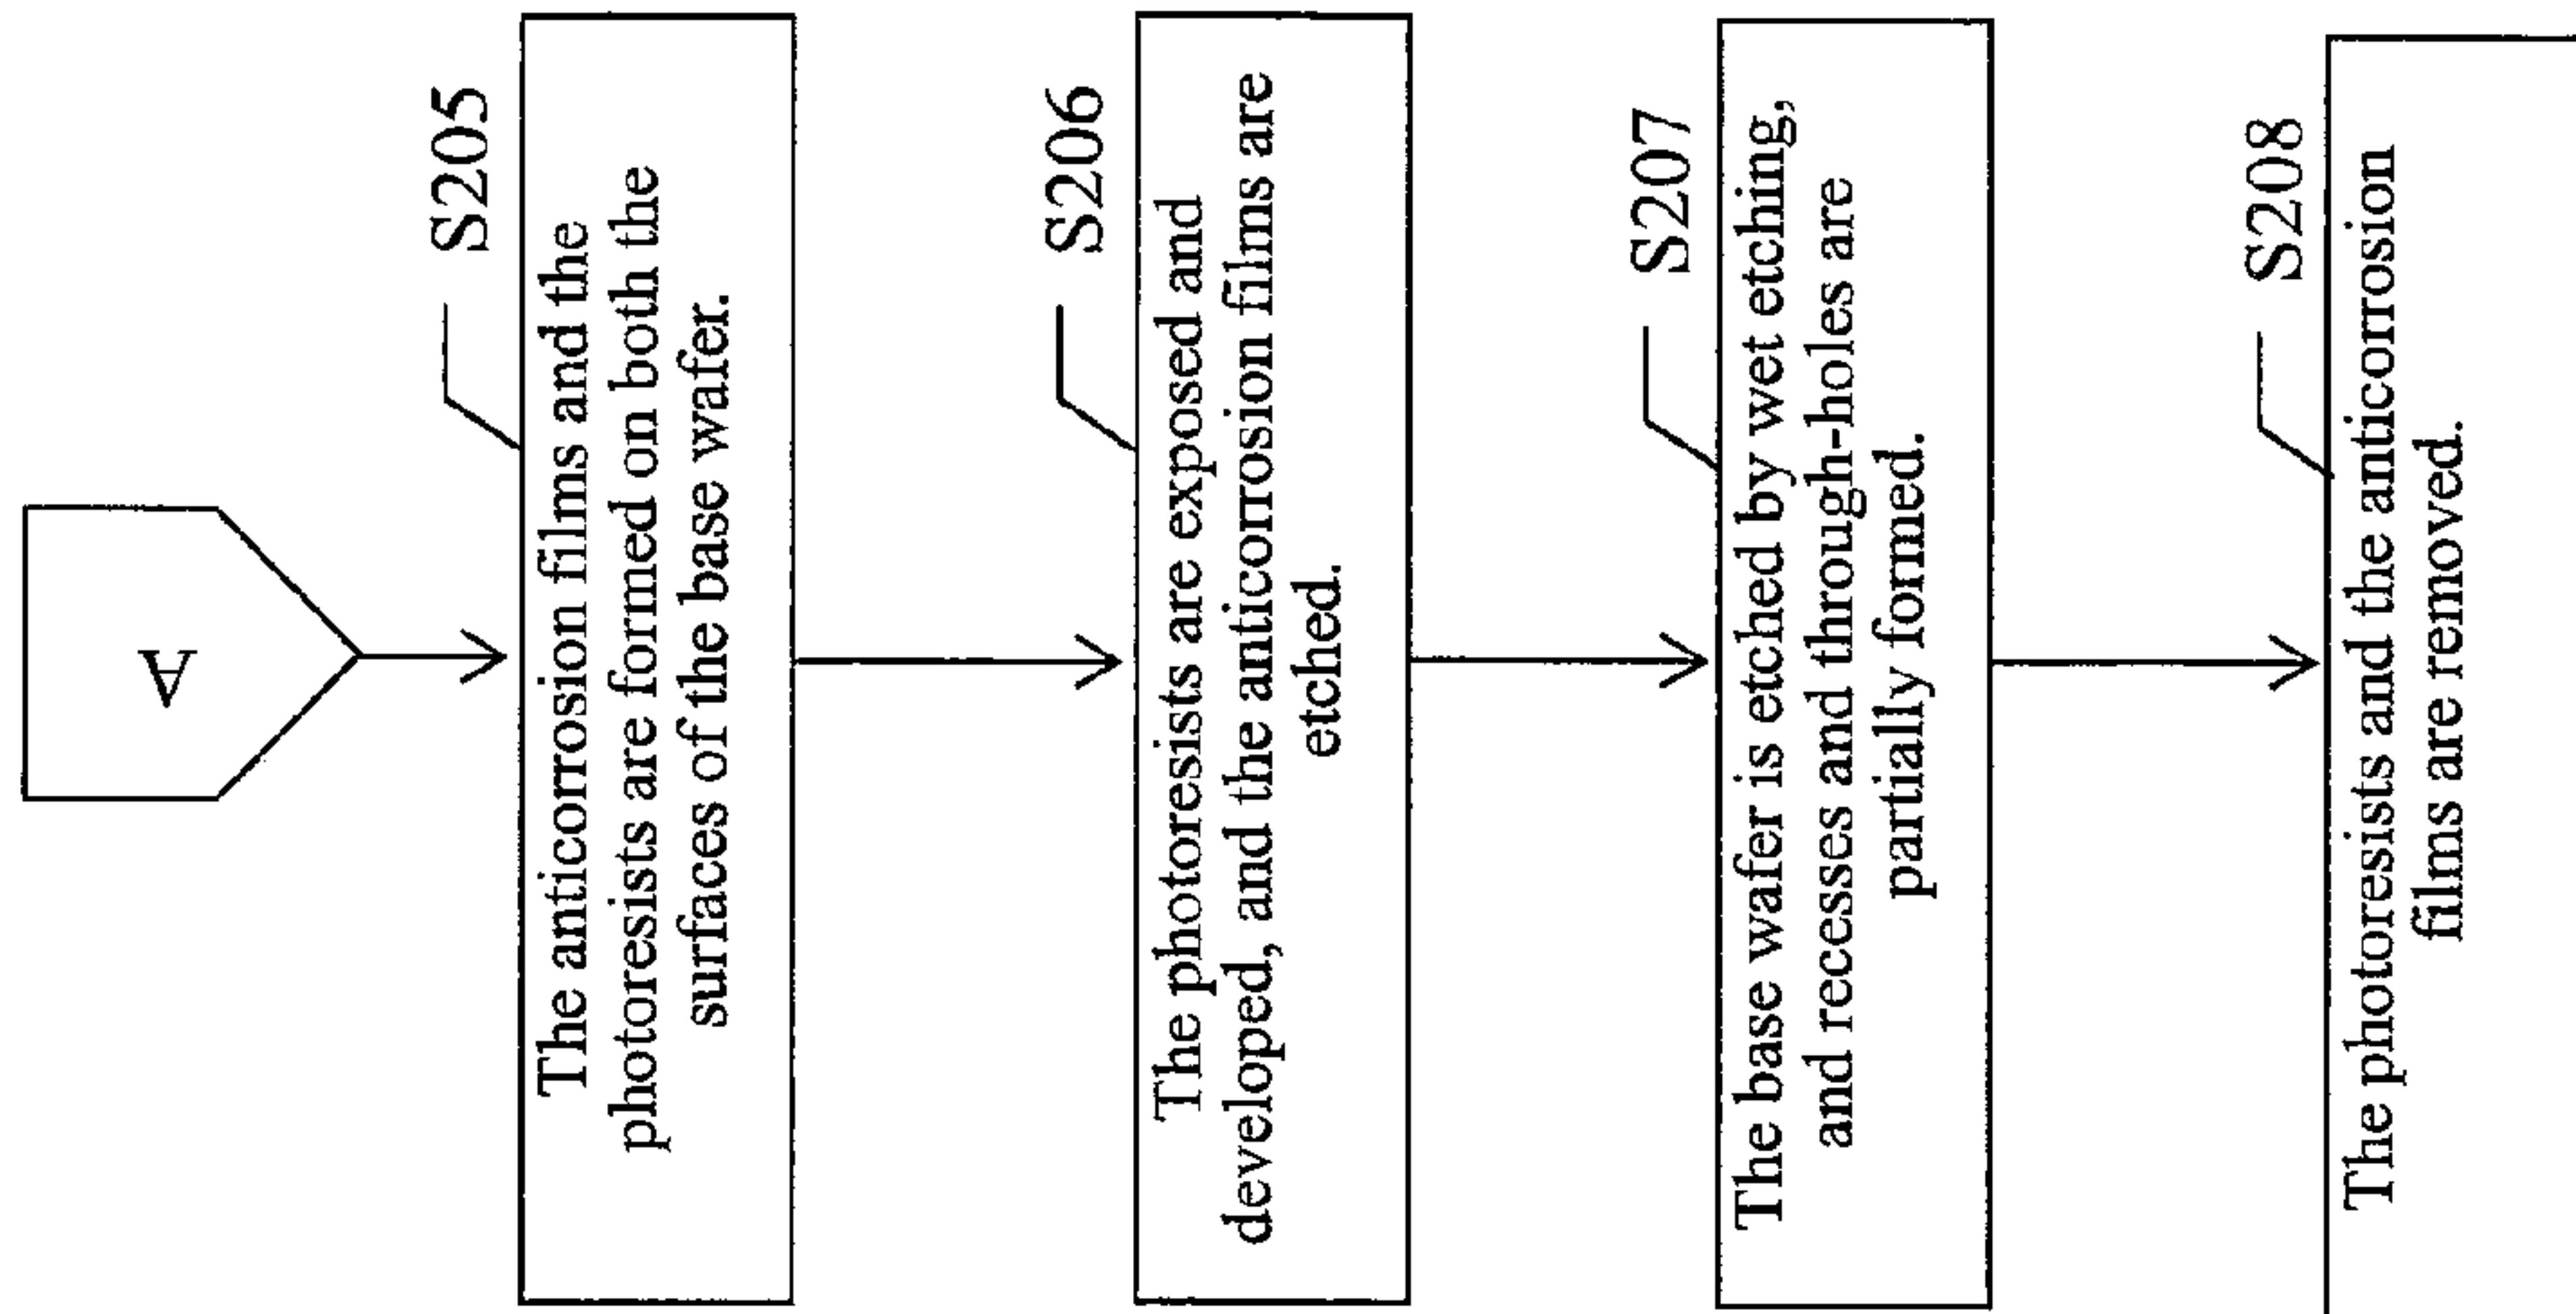 A
S205
The anticorrosion films and the
photoresists are formed on both the
surfaces of the base wafer.
S206
The photoresists are exposed and
developed, and the anticorrosion films are
etched.
S207
The base wafer is etched by wet etching,
and recesses and through-holes are
partially formed.
S208
The photoresists and the anticorrosion
films are removed.